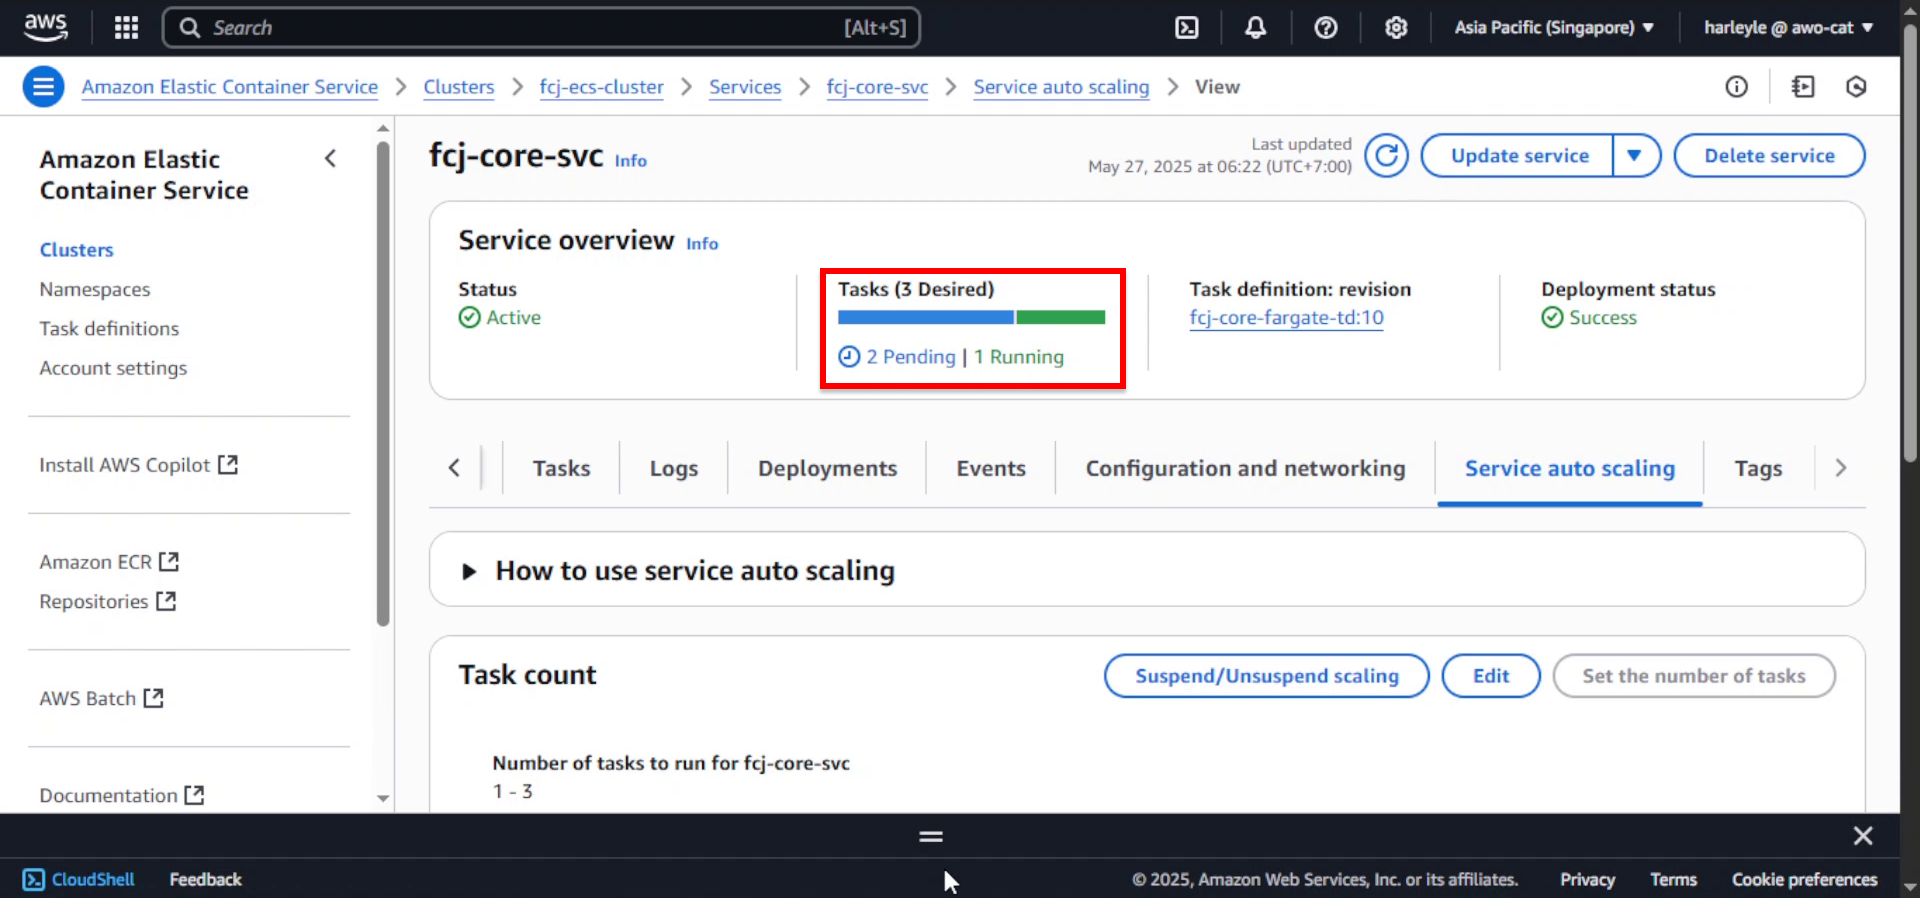 aws
Search
[Alt+S]
Asia Pacific (Singapore)
harleyle @ awo-cat
Amazon Elastic Container Service
Clusters
fcj-ecs-cluster
Services
fcj-core-svc
Service auto scaling
View
Amazon Elastic
Container Service
Clusters
Namespaces
Task definitions
Account settings
Install AWS Copilot
Amazon ECR
Repositories
AWS Batch
Documentation
fcj-core-svc Info
Last updated
May 27, 2025 at 06:22 (UTC+7:00)
Update service
Delete service
Service overview Info
Status
Active
Tasks (3 Desired)
2 Pending | 1 Running
Task definition: revision
fcj-core-fargate-td:10
Deployment status
Success
Tasks
Logs
Deployments
Events
Configuration and networking
Service auto scaling
Tags
How to use service auto scaling
Task count
Suspend/Unsuspend scaling
Edit
Set the number of tasks
Number of tasks to run for fcj-core-svc
1 - 3
CloudShell
Feedback
© 2025, Amazon Web Services, Inc. or its affiliates.
Privacy
Terms
Cookie preferences